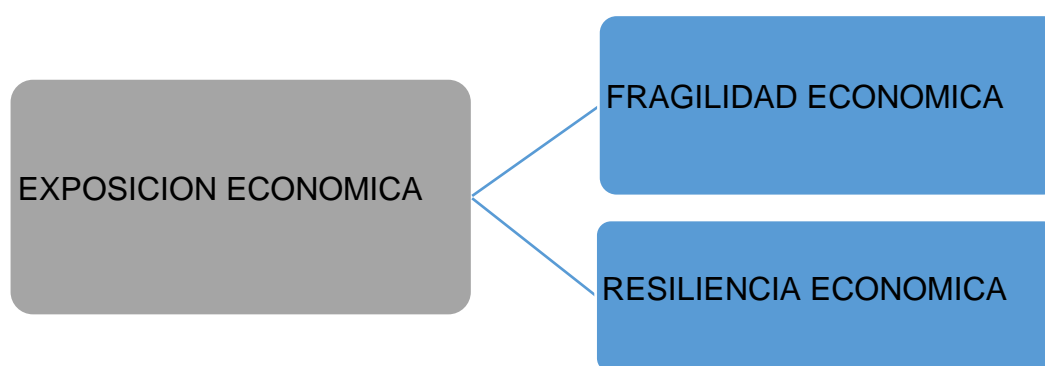 FRAGILIDAD ECONOMICA
EXPOSICION ECONOMICA
RESILIENCIA ECONOMICA